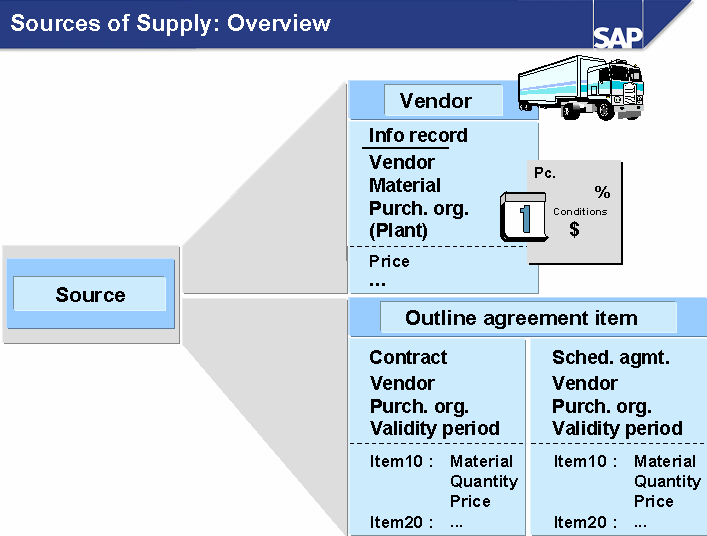 Sources of Supply: Overview
SAP
Vendor
Info record
Vendor
Material
Purch. org.
(Plant)
Price
...
Pc.
%
Conditions
$
1
Source
Outline agreement item
Contract
Vendor
Purch. org.
Validity period
Item10 : Material
Quantity
Price
Item20 : ...
Sched. agmt.
Vendor
Purch. org.
Validity period
Item10 : Material
Quantity
Price
Item20 : ...